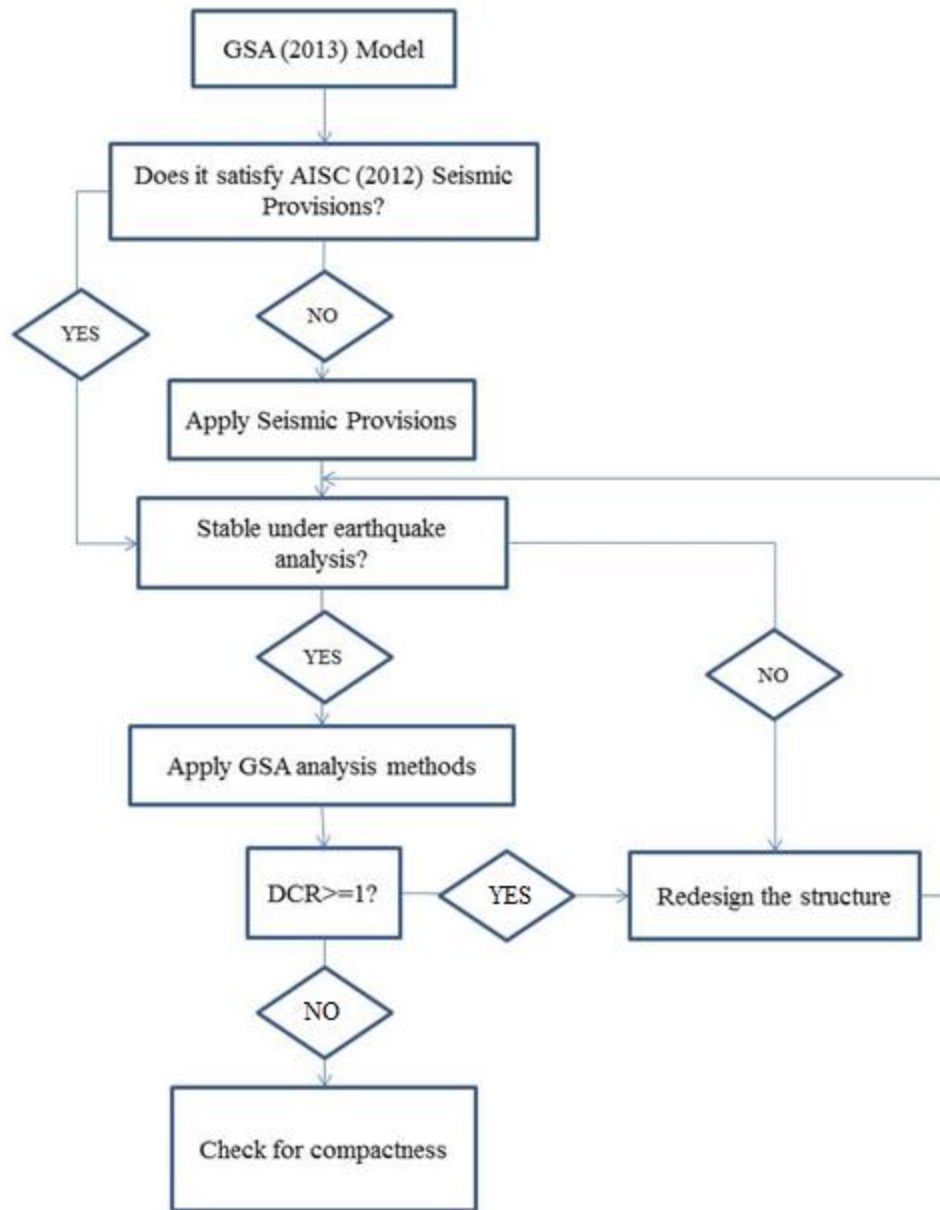 GSA (2013) Model
Does it satisfy AISC (2012) Seismic
Provisions?
YES
NO
Apply Seismic Provisions
Stable under earthquake
analysis?
YES
NO
Apply GSA analysis methods
DCR>=1?
YES
Redesign the structure
NO
Check for compactness